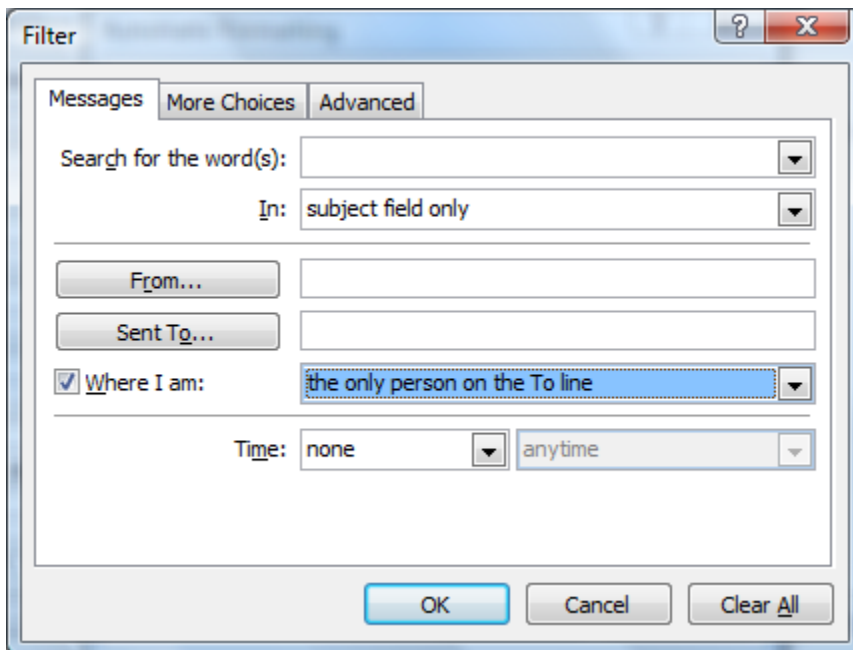 Filter
Messages More Choices Advanced
Search for the word(s):
In: subject field only
From...
Sent To...
Where I am: the only person on the To line
Time: none anytime
OK Cancel Clear All